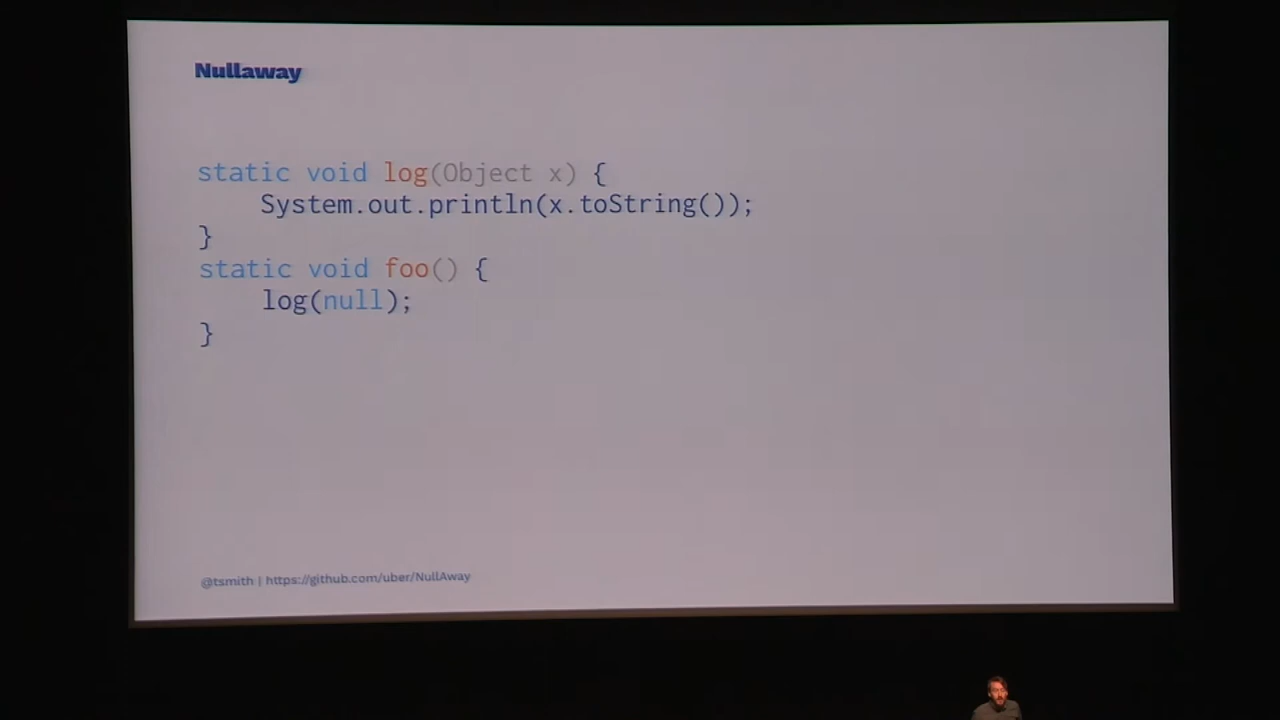 Nullaway
static void log(Object x) {
    System.out.println(x.toString());
}
static void foo() {
    log(null);
}
@tsmith | https://github.com/uber/NullAway